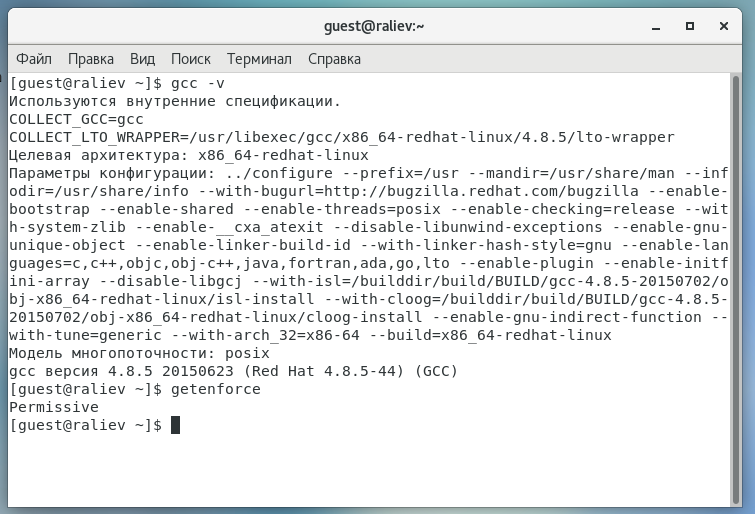 guest@raliev:~
Файл Правка Вид Поиск Терминал Справка
[guest@raliev ~]$ gcc -v
Используются внутренние спецификации.
COLLECT_GCC=gcc
COLLECT_LTO_WRAPPER=/usr/libexec/gcc/x86_64-redhat-linux/4.8.5/lto-wrapper
Целевая архитектура: x86_64-redhat-linux
Параметры конфигурации: ../configure --prefix=/usr --mandir=/usr/share/man --inf
odir=/usr/share/info --with-bugurl=http://bugzilla.redhat.com/bugzilla --enable-
bootstrap --enable-shared --enable-threads=posix --enable-checking=release --wit
h-system-zlib --enable-__cxa_atexit --disable-libunwind-exceptions --enable-gnu-
unique-object --enable-linker-build-id --with-linker-hash-style=gnu --enable-lan
guages=c,c++,objc,obj-c++,java,fortran,ada,go,lto --enable-plugin --enable-initf
ini-array --disable-libgcj --with-isl=/builddir/build/BUILD/gcc-4.8.5-20150702/o
bj-x86_64-redhat-linux/isl-install --with-cloog=/builddir/build/BUILD/gcc-4.8.5-
20150702/obj-x86_64-redhat-linux/cloog-install --enable-gnu-indirect-function --
with-tune=generic --with-arch_32=x86-64 --build=x86_64-redhat-linux
Модель многопоточности: posix
gcc версия 4.8.5 20150623 (Red Hat 4.8.5-44) (GCC)
[guest@raliev ~]$ getenforce
Permissive
[guest@raliev ~]$